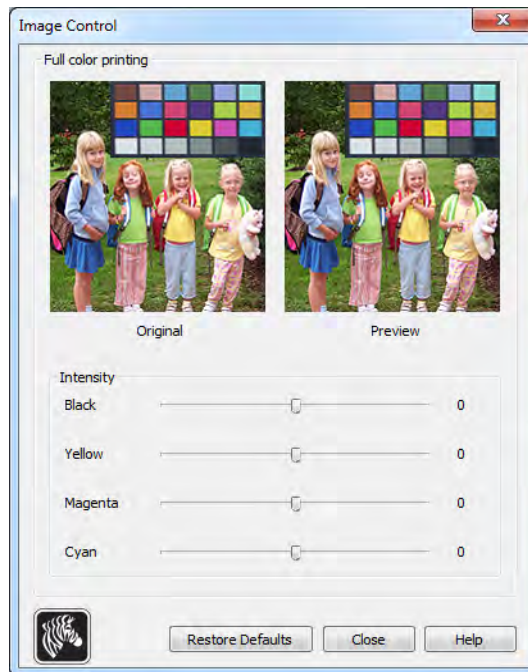 Image Control
Full color printing
Original
Preview
Intensity
Black 0
Yellow 0
Magenta 0
Cyan 0
Restore Defaults
Close
Help